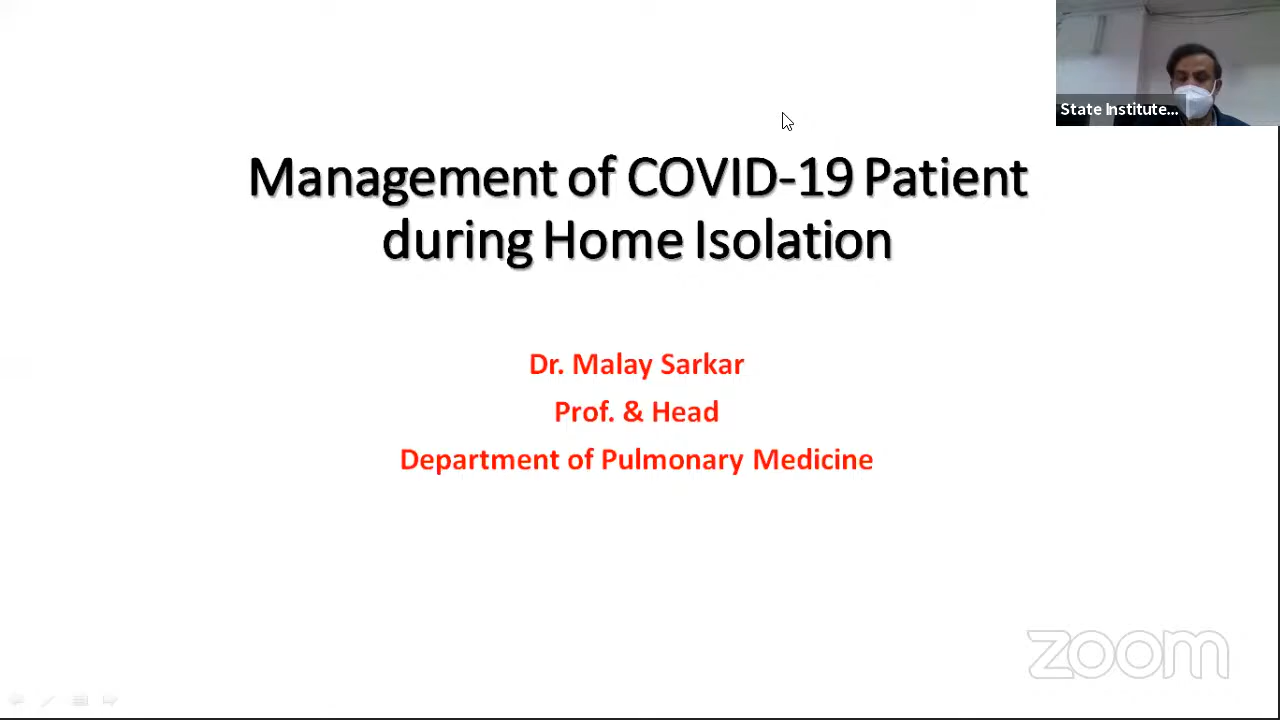 State Institute...
Management of COVID-19 Patient
during Home Isolation
Dr. Malay Sarkar
Prof. & Head
Department of Pulmonary Medicine
zoom